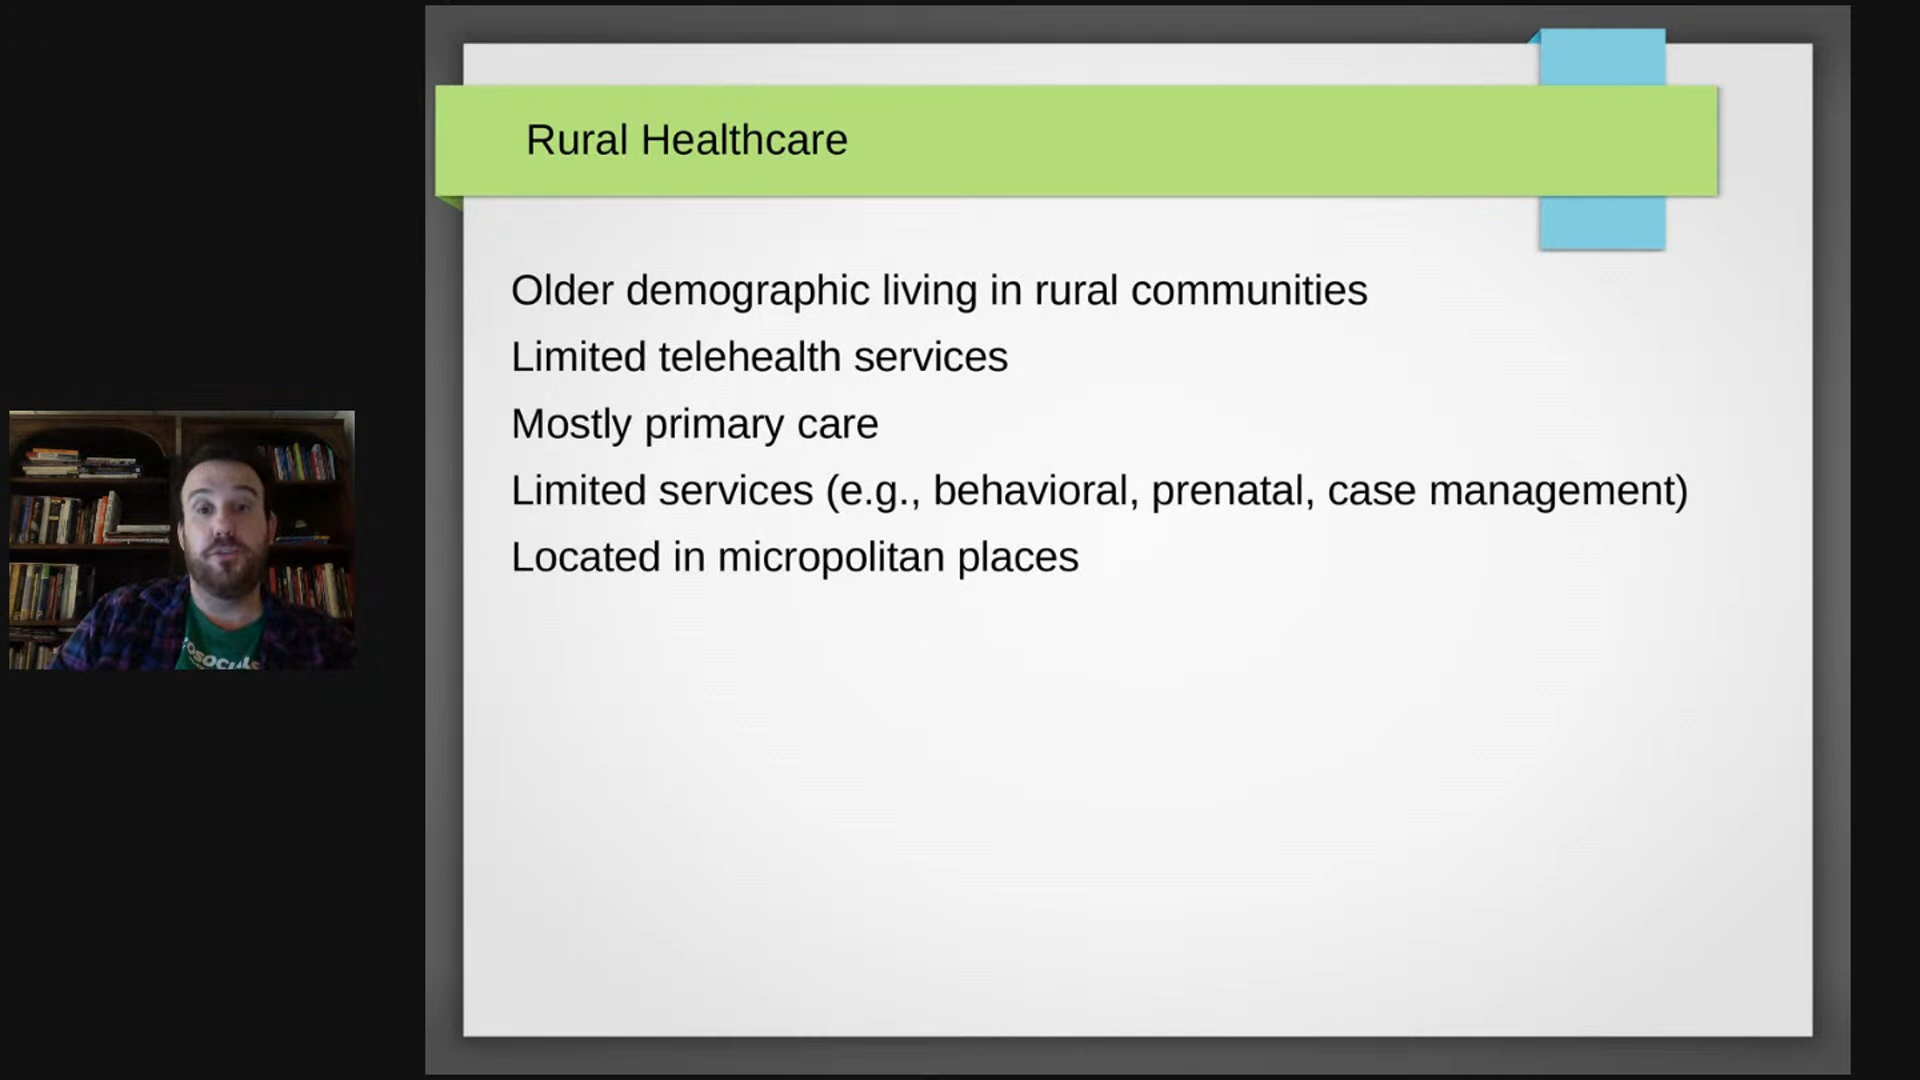 Rural Healthcare
Older demographic living in rural communities
Limited telehealth services
Mostly primary care
Limited services (e.g., behavioral, prenatal, case management)
Located in micropolitan places